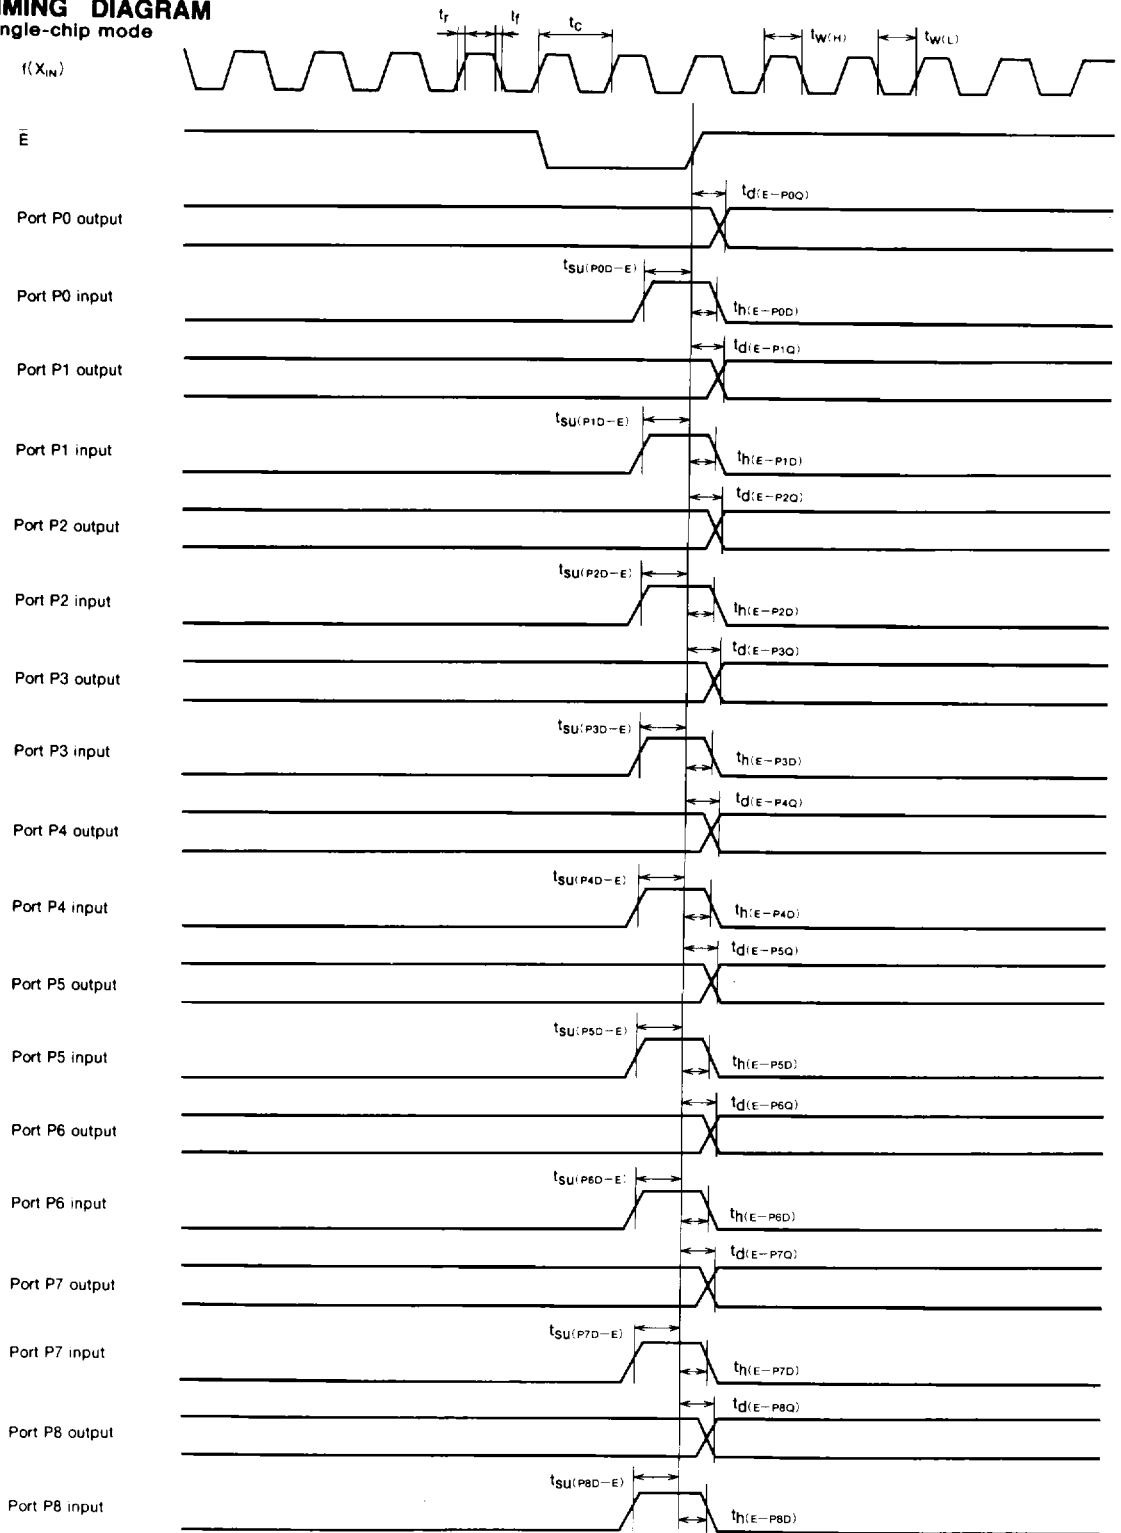 MING DIAGRAM
ngle-chip mode
tr tf tc tW(H) tW(L)
f(XIN)
E̅
td(E−P0Q)
Port P0 output
tsu(P0D−E)
Port P0 input
th(E−P0D)
td(E−P1Q)
Port P1 output
tsu(P1D−E)
Port P1 input
th(E−P1D)
td(E−P2Q)
Port P2 output
tsu(P2D−E)
Port P2 input
th(E−P2D)
td(E−P3Q)
Port P3 output
tsu(P3D−E)
Port P3 input
th(E−P3D)
td(E−P4Q)
Port P4 output
tsu(P4D−E)
Port P4 input
th(E−P4D)
td(E−P5Q)
Port P5 output
tsu(P5D−E)
Port P5 input
th(E−P5D)
td(E−P6Q)
Port P6 output
tsu(P6D−E)
Port P6 input
th(E−P6D)
td(E−P7Q)
Port P7 output
tsu(P7D−E)
Port P7 input
th(E−P7D)
td(E−P8Q)
Port P8 output
tsu(P8D−E)
Port P8 input
th(E−P8D)